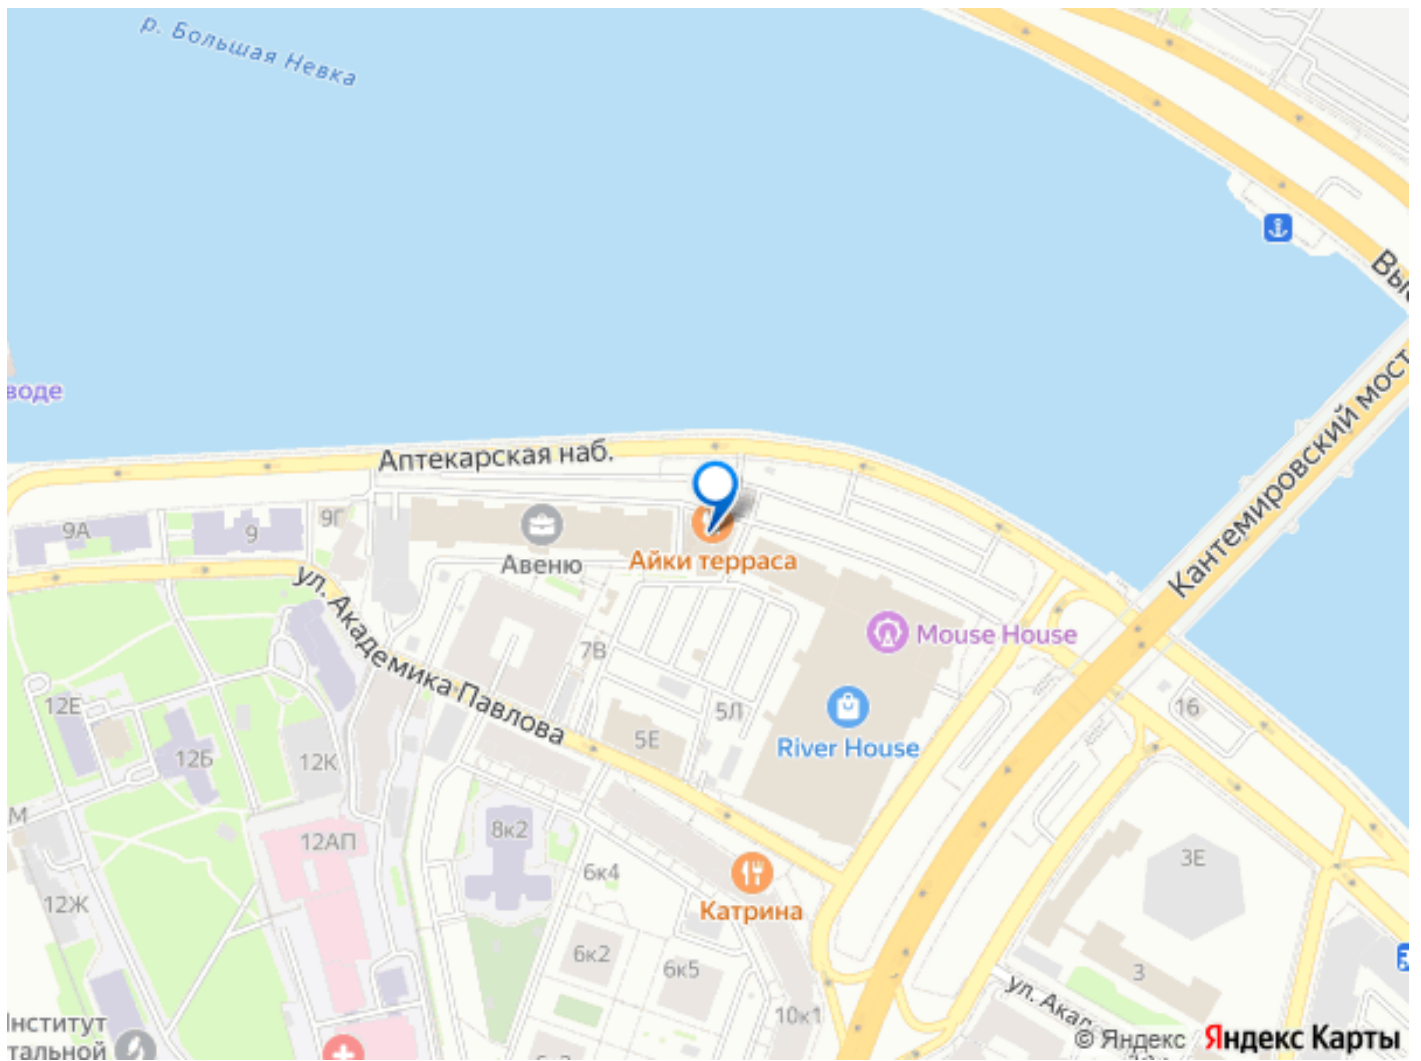 р. Большая Невка
Выс
воде
Кантемировский мост
Аптекарская наб.
9А
9
9Г
Авеню
Айки терраса
ул. Академика Павлова
Mouse House
7В
12Е
5Л
16
River House
5Е
12Б
12К
М
8к2
12АП
3Е
6к4
12Ж
Катрина
6к2
6к5
3
ул. Ака
10к1
нститут
тальной
© Яндекс Яндекс Карты